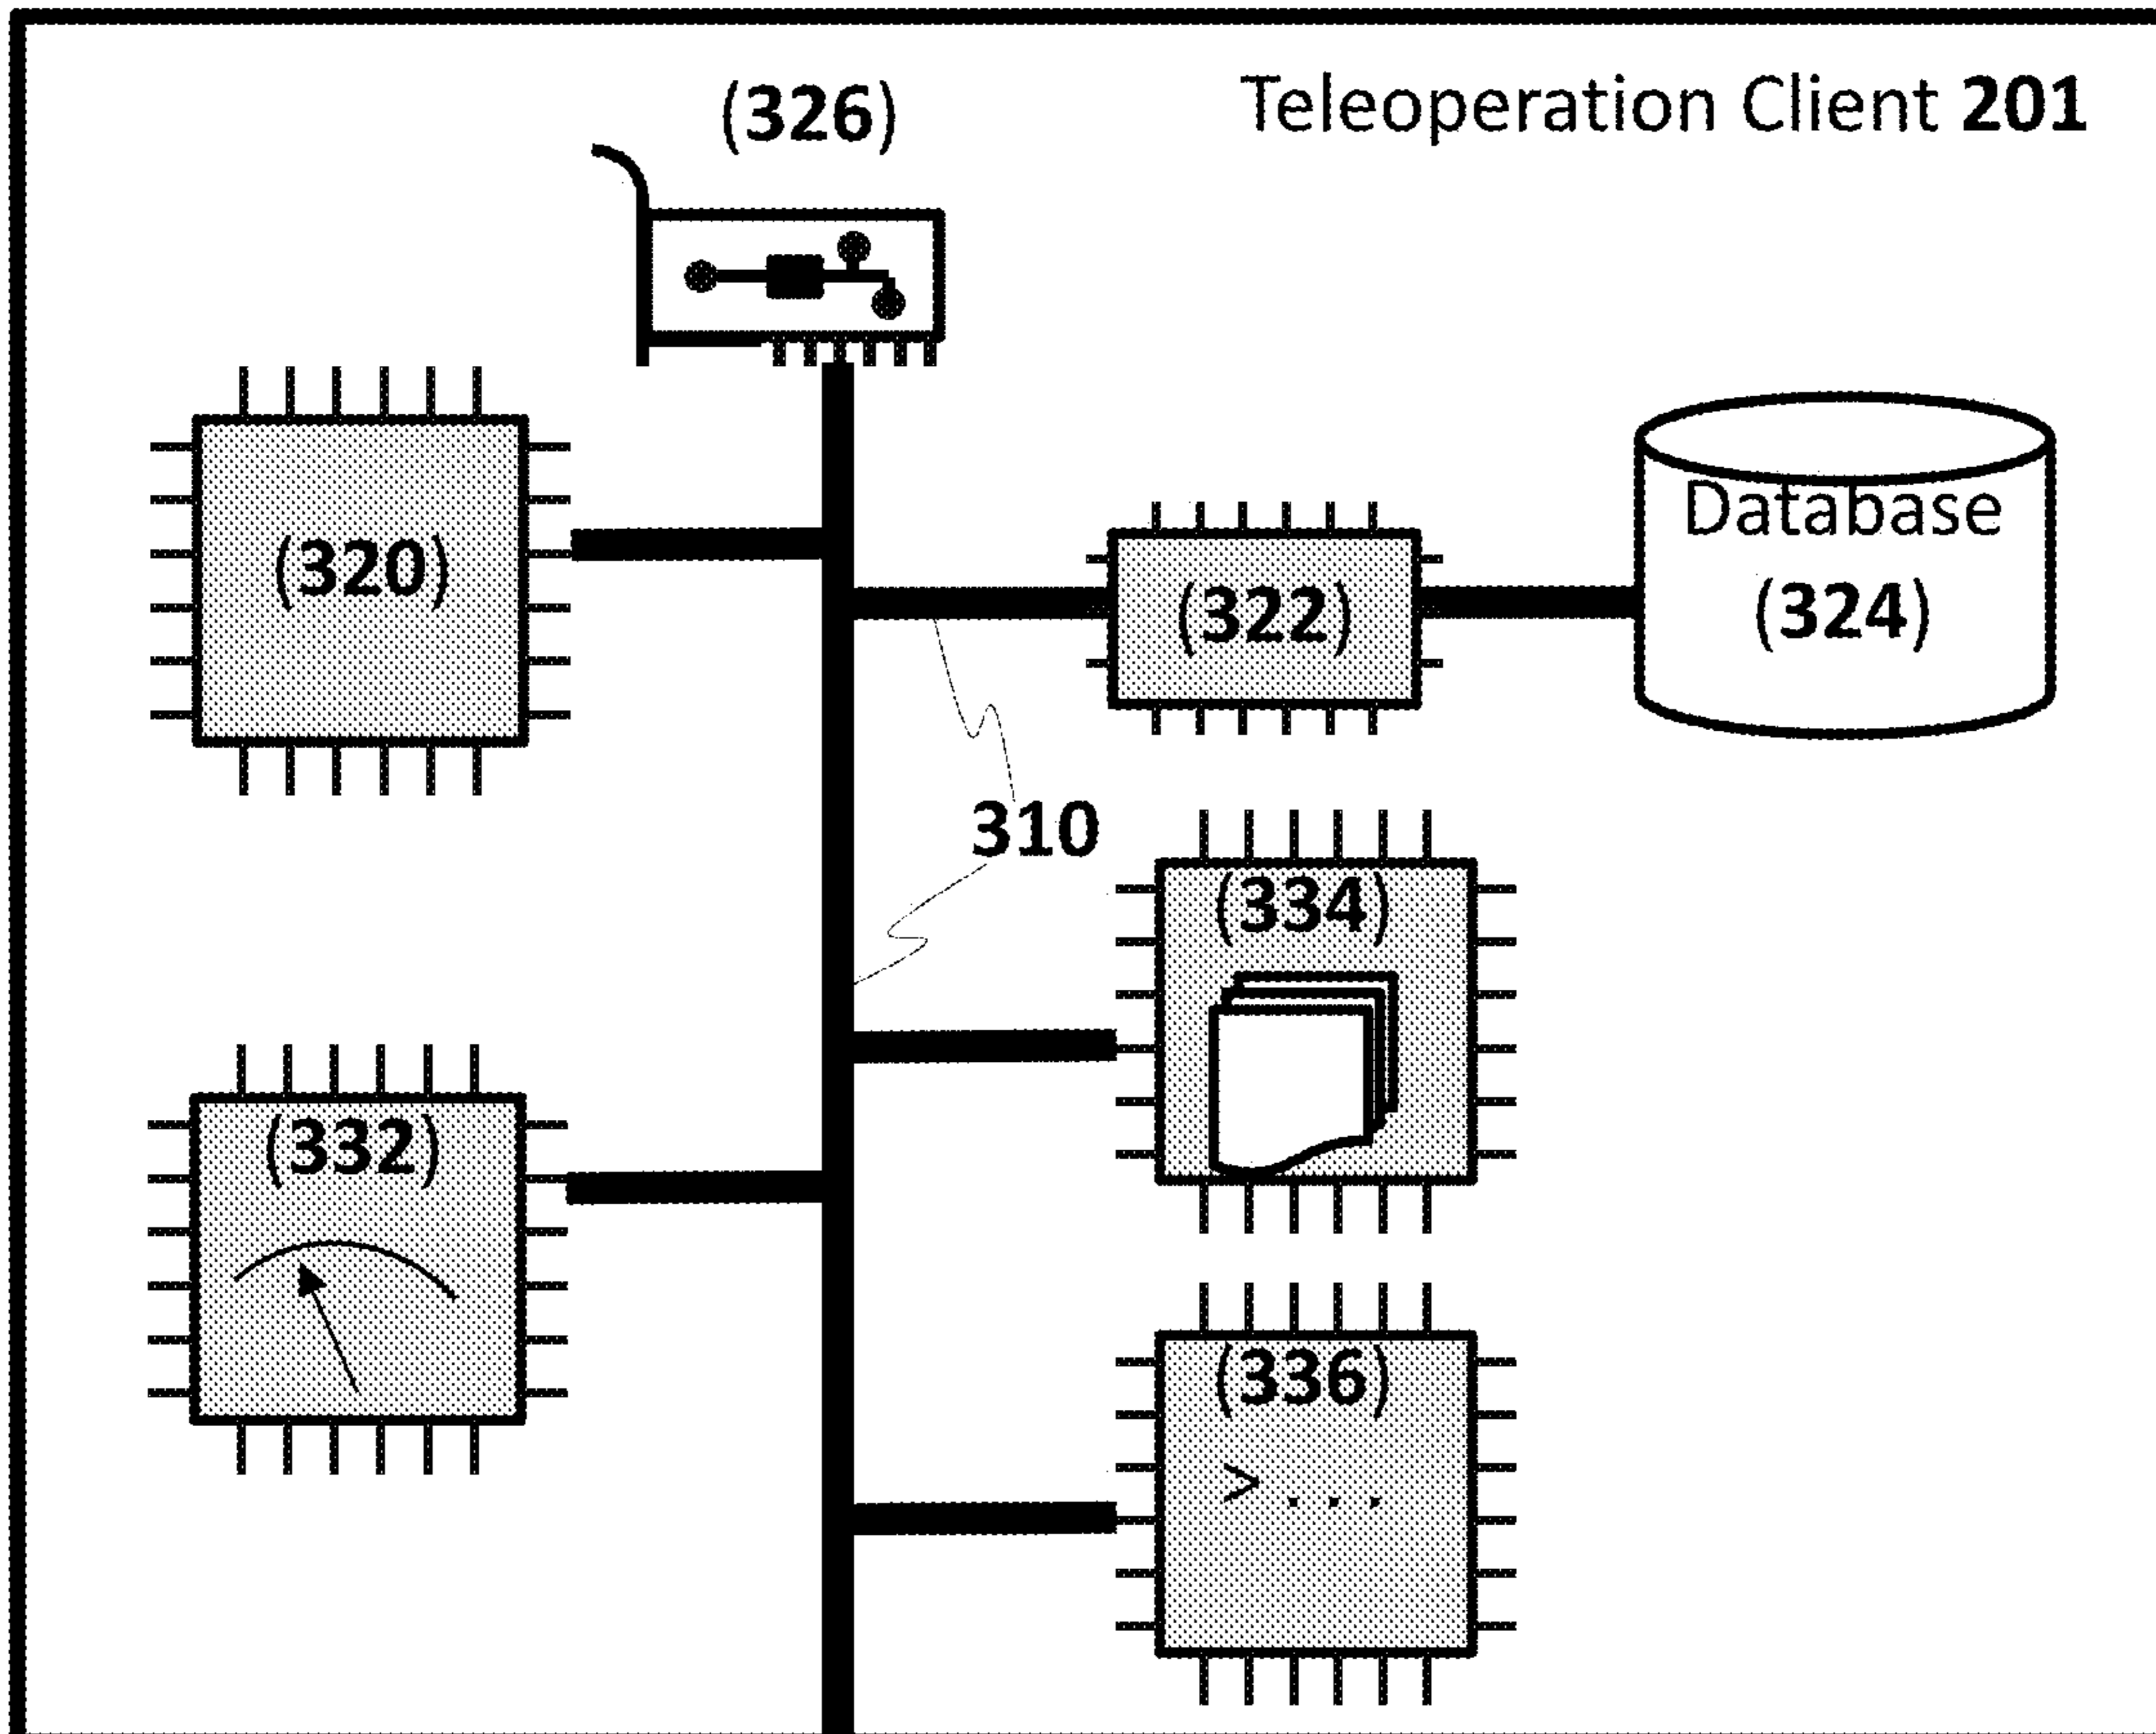 Teleoperation Client 201
(326)
(320)
(322)
Database
(324)
310
(334)
(332)
(336)
> . . .